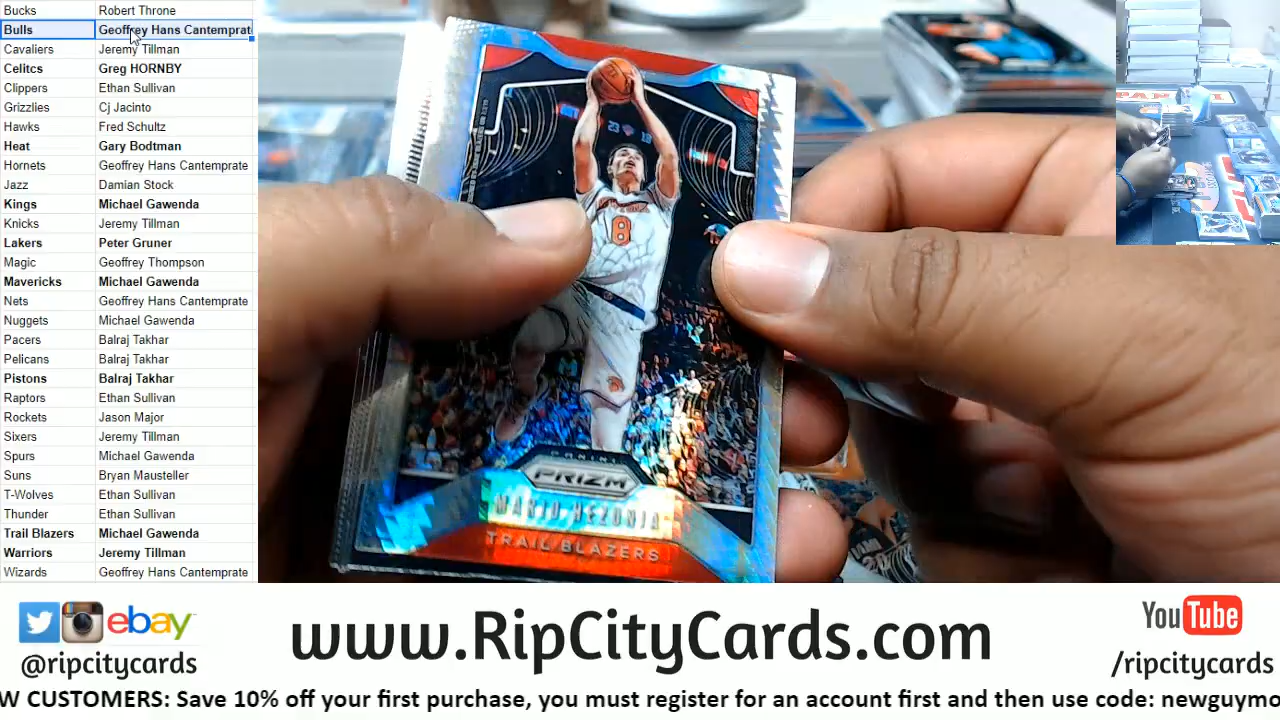 Bucks Robert Throne
Bulls Geoffrey Hans Cantemprat
Cavaliers Jeremy Tillman
Celitcs Greg HORNBY
Clippers Ethan Sullivan
Grizzlies Cj Jacinto
Hawks Fred Schultz
Heat Gary Bodtman
Hornets Geoffrey Hans Cantemprate
Jazz Damian Stock
Kings Michael Gawenda
Knicks Jeremy Tillman
Lakers Peter Gruner
Magic Geoffrey Thompson
Mavericks Michael Gawenda
Nets Geoffrey Hans Cantemprate
Nuggets Michael Gawenda
Pacers Balraj Takhar
Pelicans Balraj Takhar
Pistons Balraj Takhar
Raptors Ethan Sullivan
Rockets Jason Major
Sixers Jeremy Tillman
Spurs Michael Gawenda
Suns Bryan Mausteller
T-Wolves Ethan Sullivan
Thunder Ethan Sullivan
Trail Blazers Michael Gawenda
Warriors Jeremy Tillman
Wizards Geoffrey Hans Cantemprate
23 19
8
PANINI
PRIZM
MARIO HEZONJA
TRAIL BLAZERS
ebay
@ripcitycards
www.RipCityCards.com
YouTube
/ripcitycards
W CUSTOMERS: Save 10% off your first purchase, you must register for an account first and then use code: newguymo